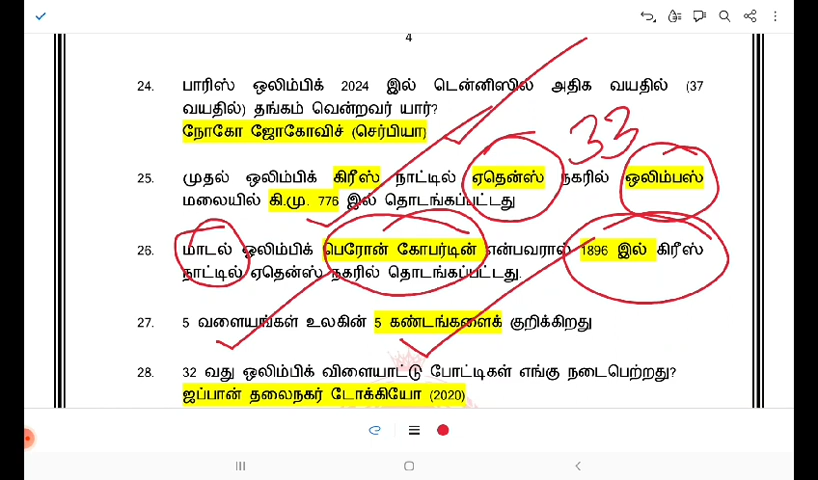 4
24. பாரிஸ் ஒலிம்பிக் 2024 இல் டென்னிஸில் அதிக வயதில் (37
வயதில்) தங்கம் வென்றவர் யார்?
நோகோ ஜோகோவிச் (செர்பியா)
33
25. முதல் ஒலிம்பிக் கிரீஸ் நாட்டில் ஏதென்ஸ் நகரில் ஒலிம்பஸ்
மலையில் கி.மு. 776 இல் தொடங்கப்பட்டது
26. மாடல் ஒலிம்பிக் பெரோன் கோபர்டின் என்பவரால் 1896 இல் கிரீஸ்
நாட்டில் ஏதென்ஸ் நகரில் தொடங்கப்பட்டது.
27. 5 வளையங்கள் உலகின் 5 கண்டங்களைக் குறிக்கிறது
28. 32 வது ஒலிம்பிக் விளையாட்டு போட்டிகள் எங்கு நடைபெற்றது?
ஜப்பான் தலைநகர் டோக்கியோ (2020)